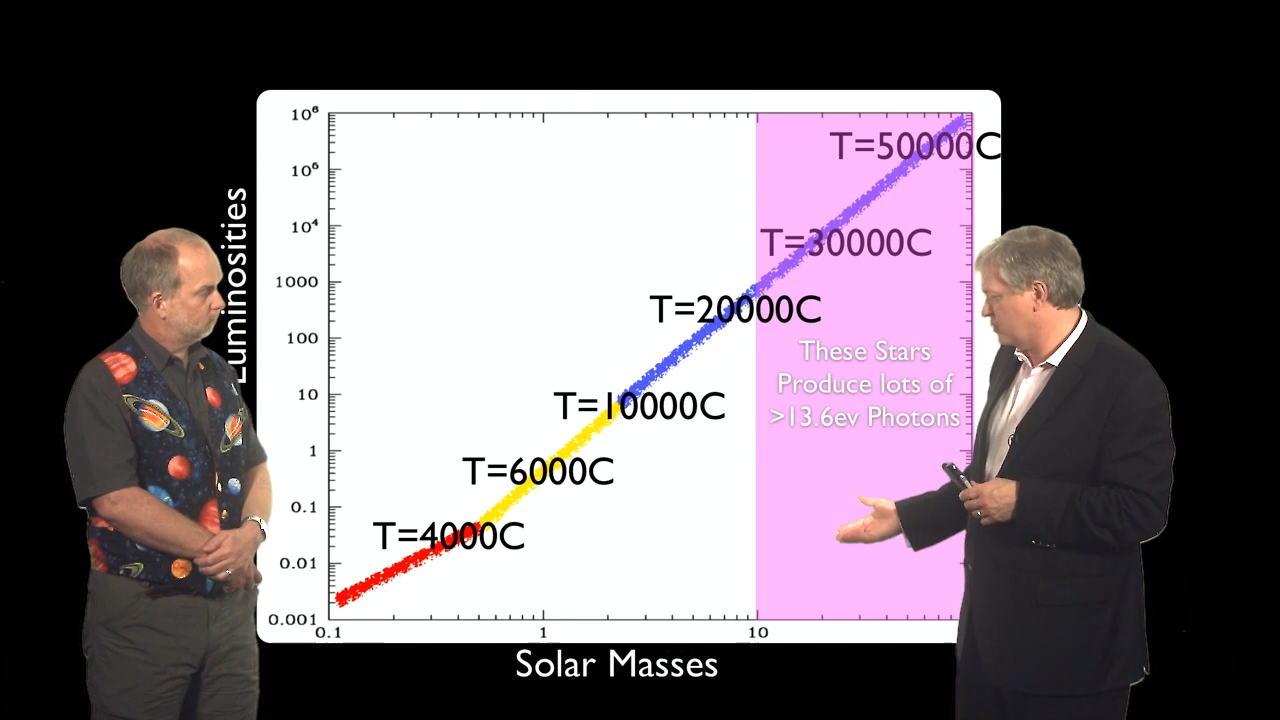 10⁶
T=50000C
10⁵
Luminosities
10⁴
T=30000C
1000
T=20000C
100
These Stars
Produce lots of
>13.6ev Photons
10
T=10000C
1
T=6000C
0.1
T=4000C
0.01
0.001
0.1
1
10
Solar Masses